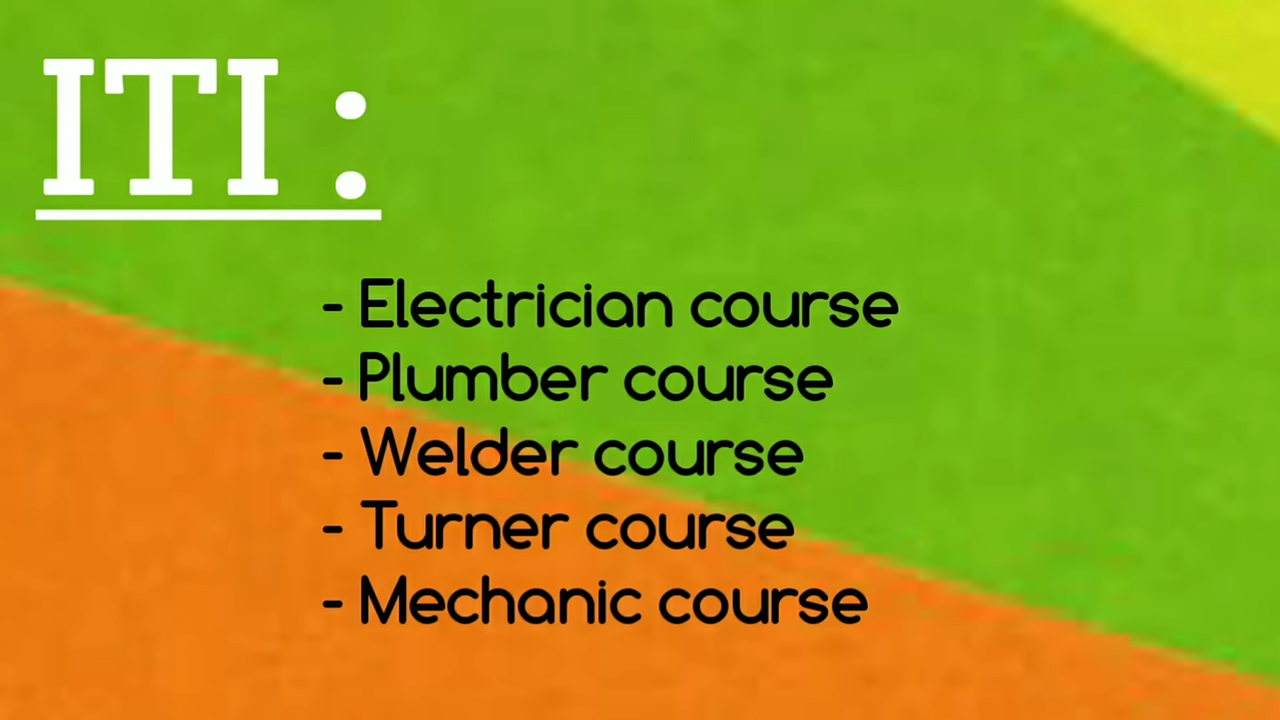 ITI :
- Electrician course
- Plumber course
- Welder course
- Turner course
- Mechanic course